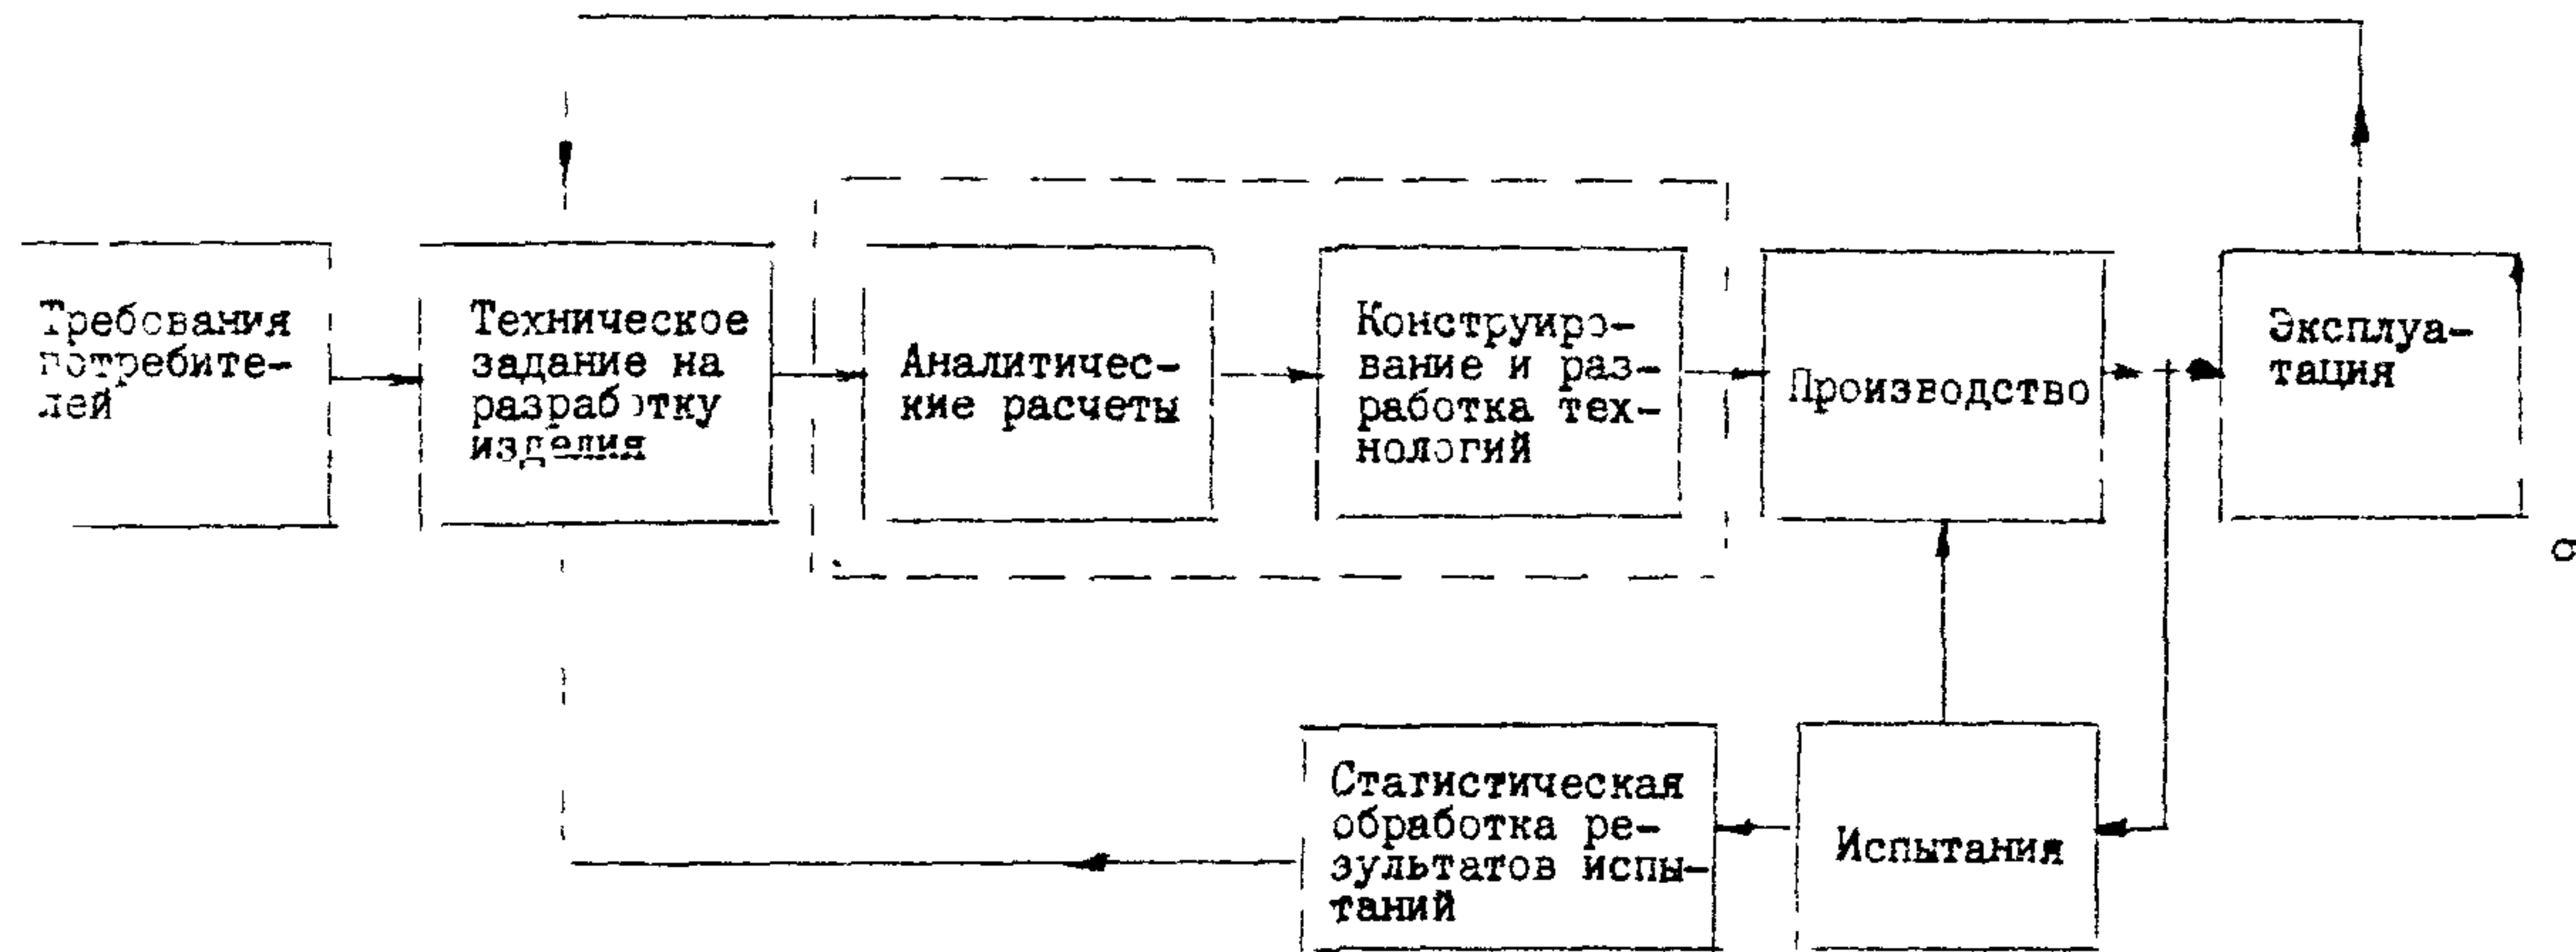 Требования
потребите-
лей
Техническое
задание на
разработку
изделия
Аналитичес-
кие расчеты
Конструиро-
вание и раз-
работка тех-
нологий
Производство
Эксплуа-
тация
Статистическая
обработка ре-
зультатов испы-
таний
Испытания